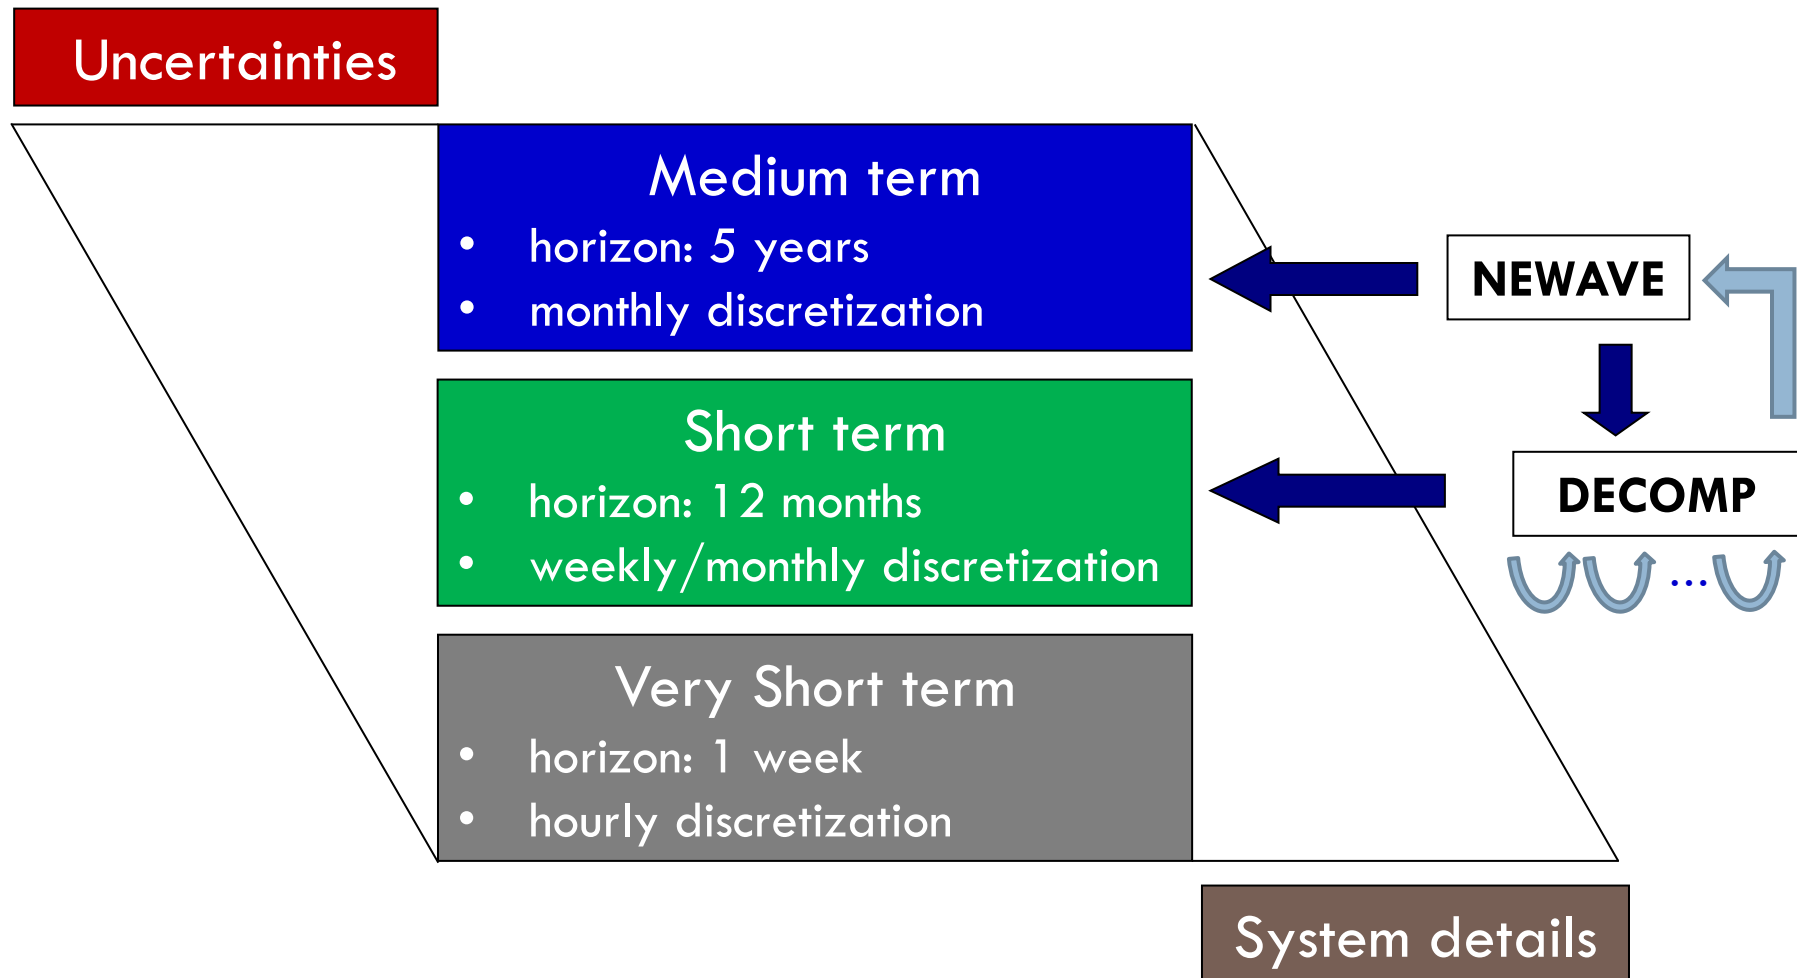 Uncertainties
Medium term
• horizon: 5 years
• monthly discretization
NEWAVE
Short term
• horizon: 12 months
• weekly/monthly discretization
DECOMP
...
Very Short term
• horizon: 1 week
• hourly discretization
System details